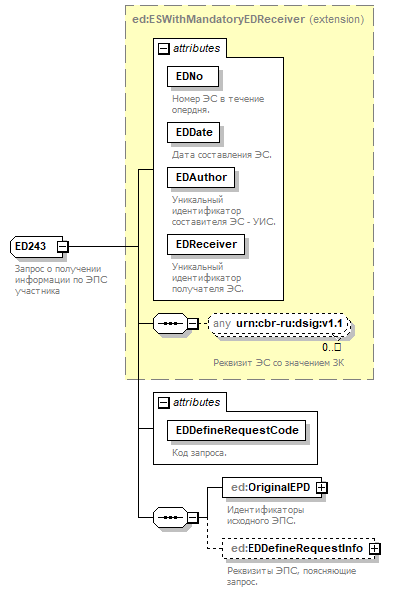 ed:ESWithMandatoryEDReceiver (extension)
attributes
EDNo
Номер ЭС в течение
опердня.
EDDate
Дата составления ЭС.
EDAuthor
Уникальный
идентификатор
составителя ЭС - УИС.
EDReceiver
Уникальный
идентификатор
получателя ЭС.
ED243
Запрос о получении
информации по ЭПС
участника
any urn:cbr-ru:dsig:v1.1
0..
Реквизит ЭС со значением ЗК
attributes
EDDefineRequestCode
Код запроса.
ed:OriginalEPD
Идентификаторы
исходного ЭПС.
ed:EDDefineRequestInfo
Реквизиты ЭПС, поясняющие
запрос.